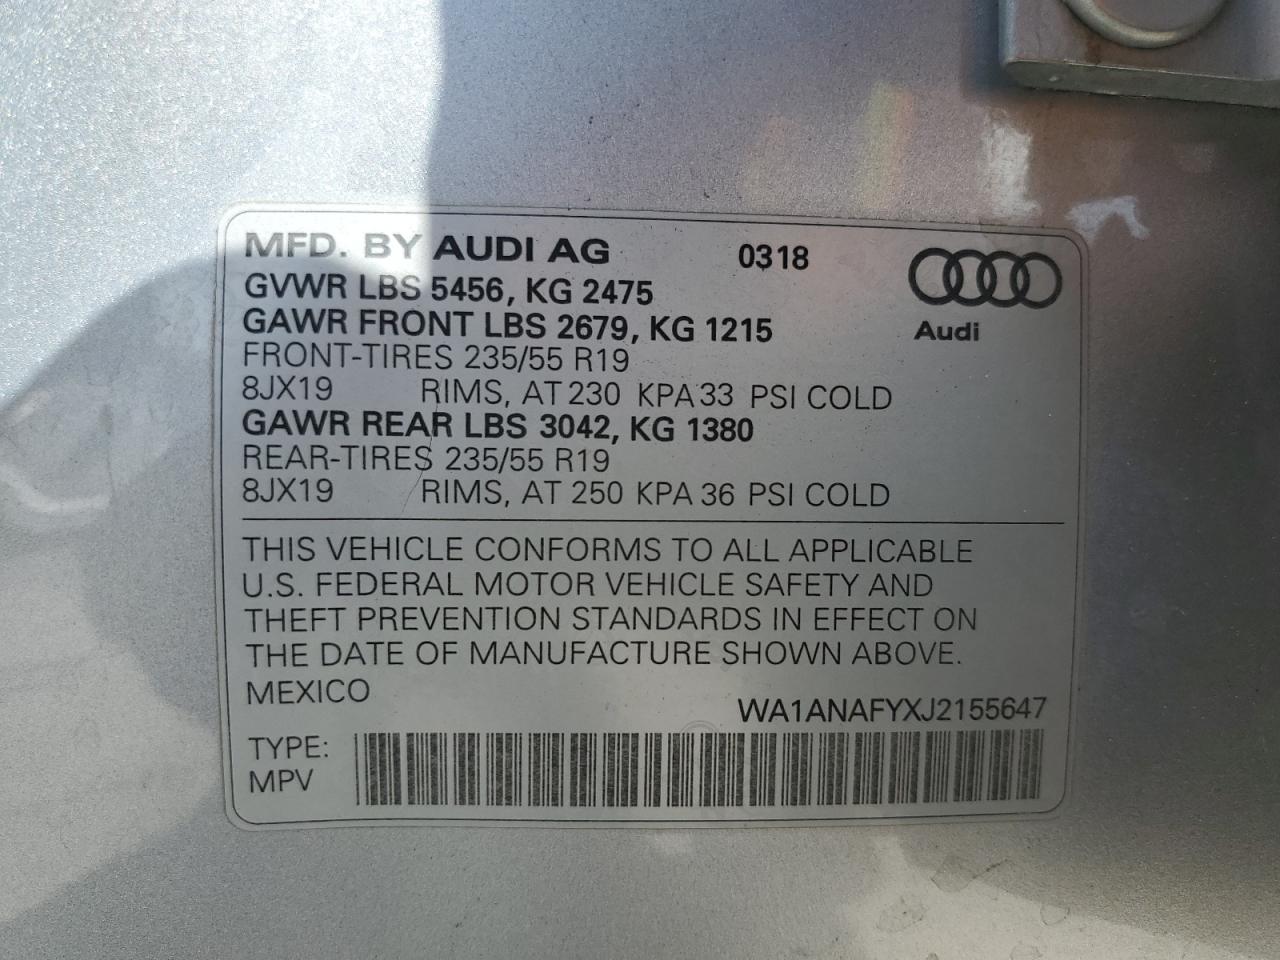 MFD. BY AUDI AG 0318
GVWR LBS 5456, KG 2475
GAWR FRONT LBS 2679, KG 1215
Audi
FRONT-TIRES 235/55 R19
8JX19 RIMS, AT 230 KPA 33 PSI COLD
GAWR REAR LBS 3042, KG 1380
REAR-TIRES 235/55 R19
8JX19 RIMS, AT 250 KPA 36 PSI COLD
THIS VEHICLE CONFORMS TO ALL APPLICABLE
U.S. FEDERAL MOTOR VEHICLE SAFETY AND
THEFT PREVENTION STANDARDS IN EFFECT ON
THE DATE OF MANUFACTURE SHOWN ABOVE.
MEXICO
WA1ANAFYXJ2155647
TYPE:
MPV